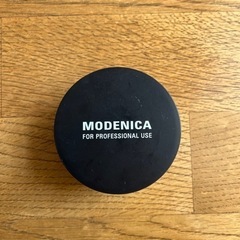 MODENICA
FOR PROFESSIONAL USE